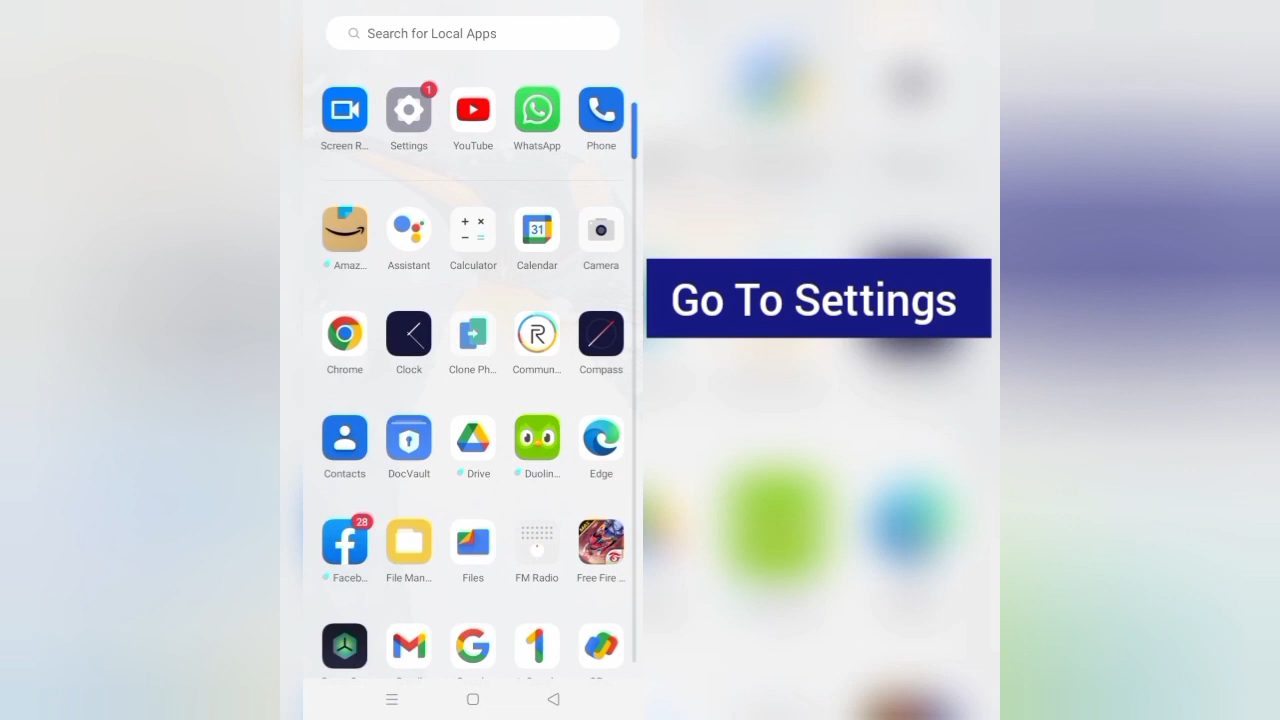 Search for Local Apps
1
Screen R... Settings YouTube WhatsApp Phone
31
Amaz... Assistant Calculator Calendar Camera
Go To Settings
Chrome Clock Clone Ph... Commun... Compass
Contacts DocVault Drive Duolin... Edge
28
Faceb... File Man... Files FM Radio Free Fire ...